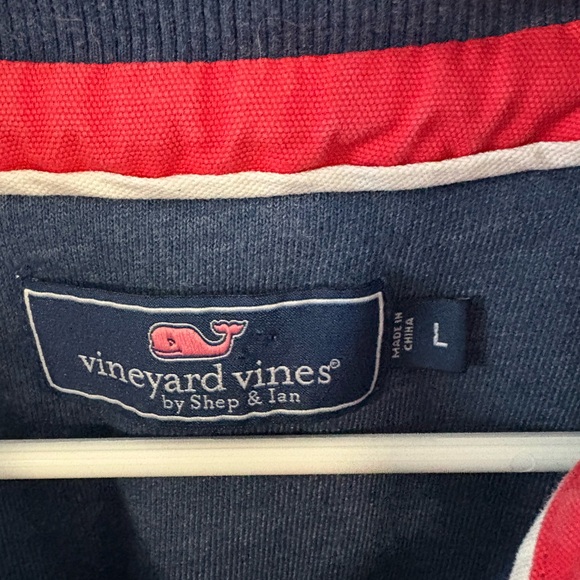 vineyard vines®
by Shep & Ian
MADE IN
CHINA
L